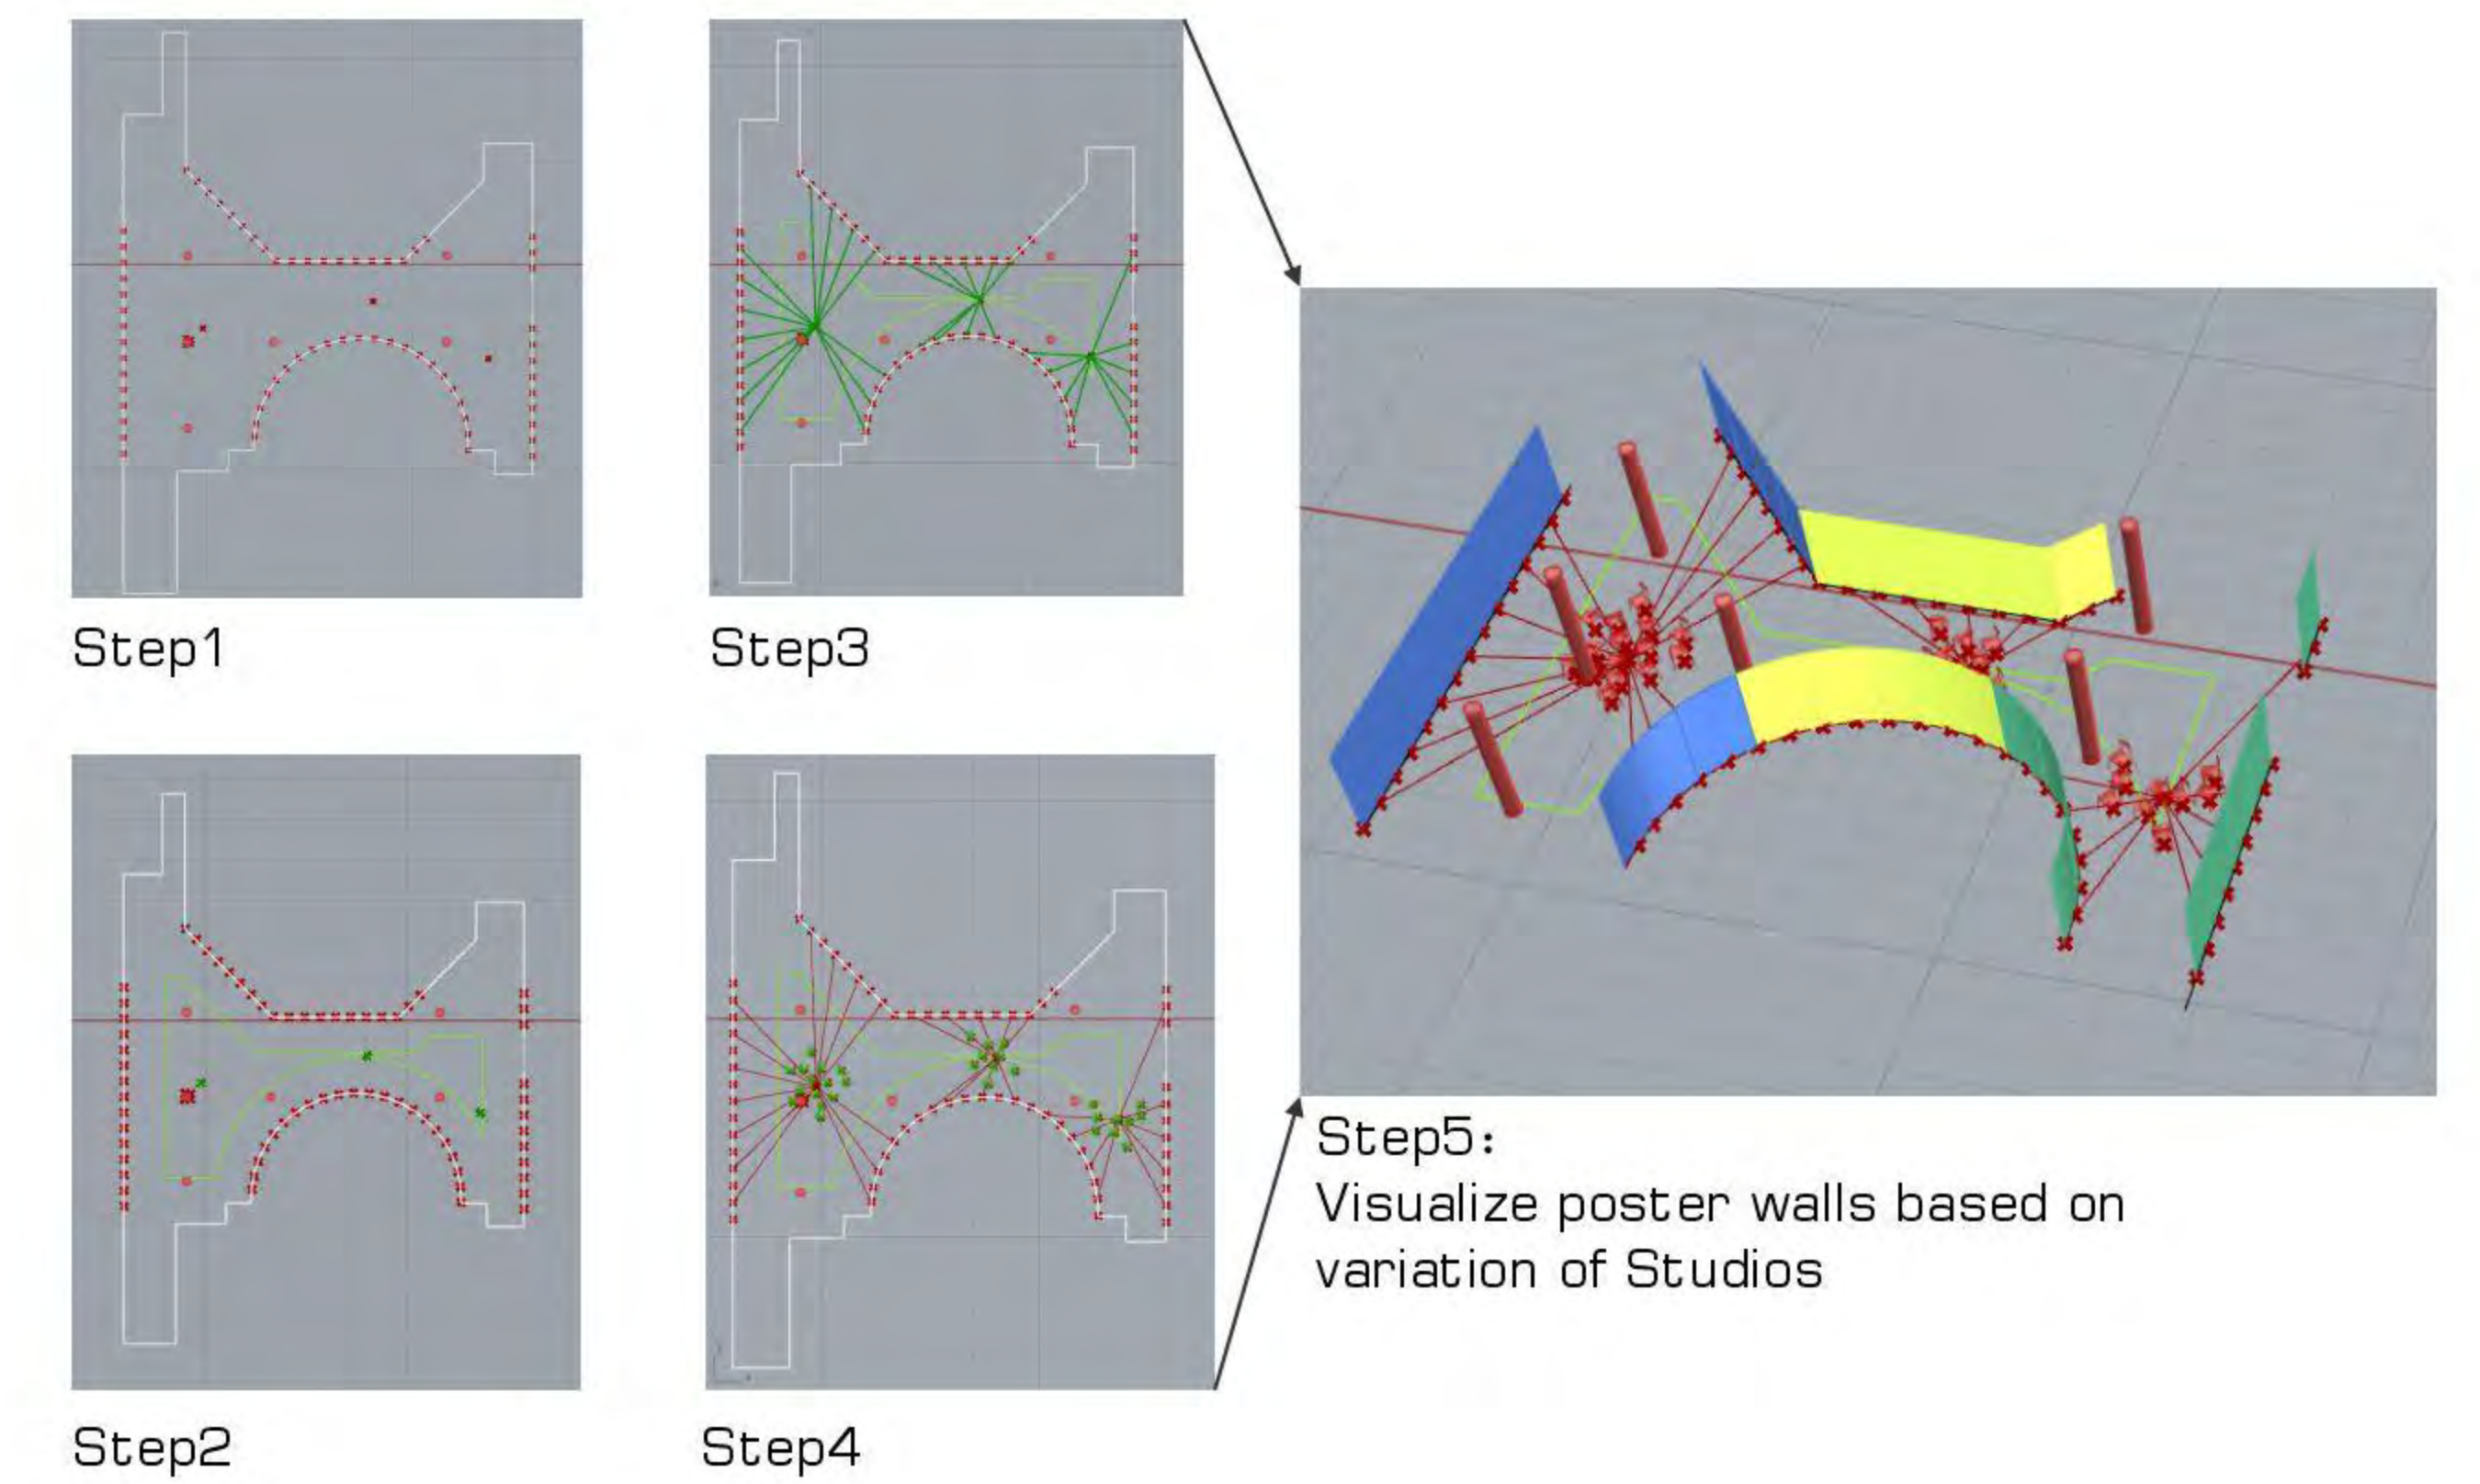 Step1
Step3
Step2
Step4
Step5:
Visualize poster walls based on
variation of Studios